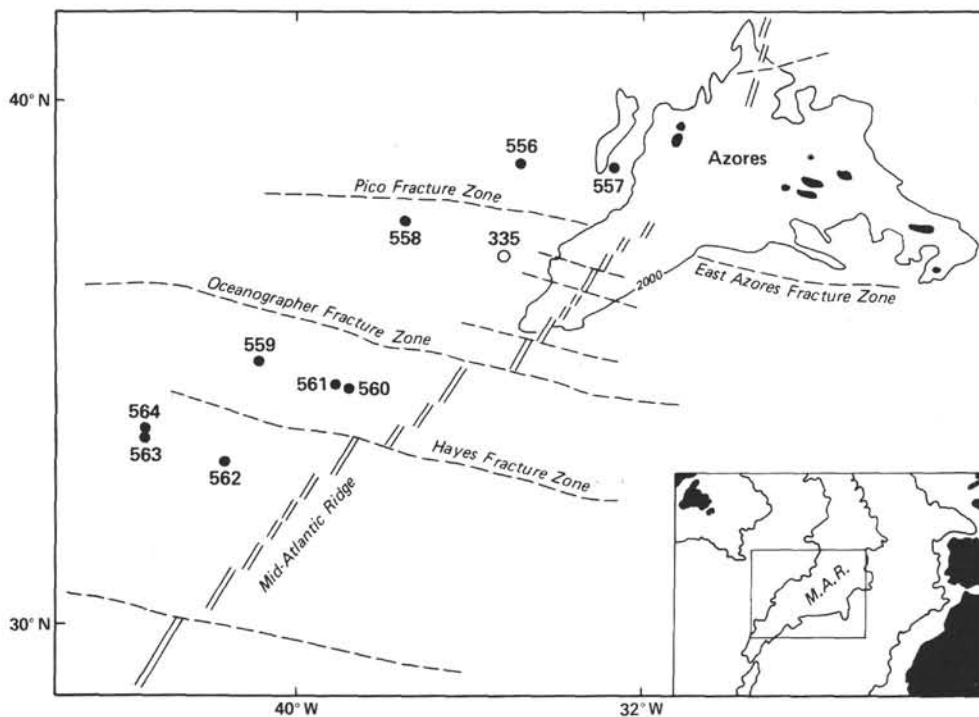 40° N
556
Azores
557
Pico Fracture Zone
558
335
2000
East Azores Fracture Zone
Oceanographer Fracture Zone
559
561
560
564
563
562
Hayes Fracture Zone
Mid-Atlantic Ridge
M.A.R.
30° N
40° W
32° W